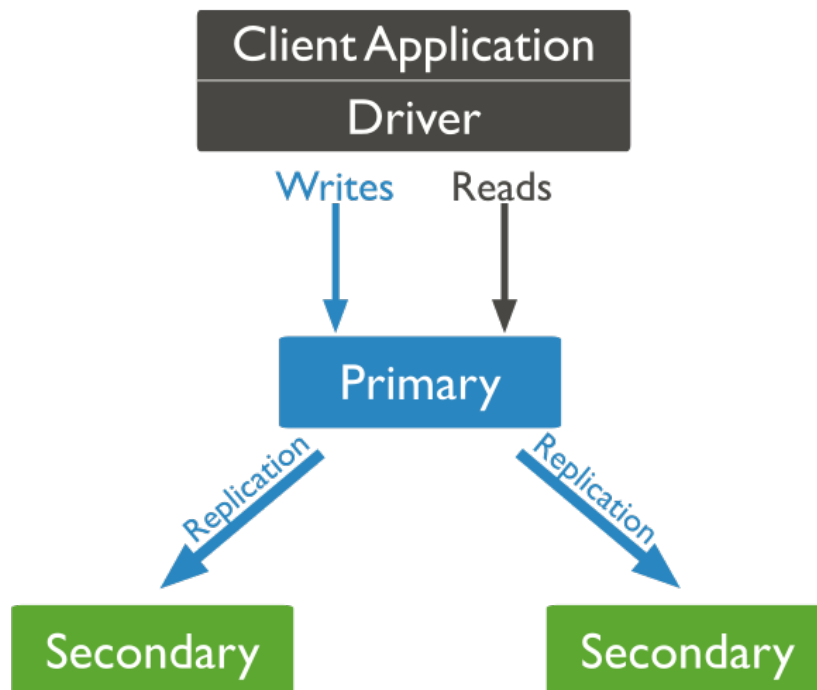 Client Application
Driver
Writes
Reads
Primary
Replication
Replication
Secondary
Secondary